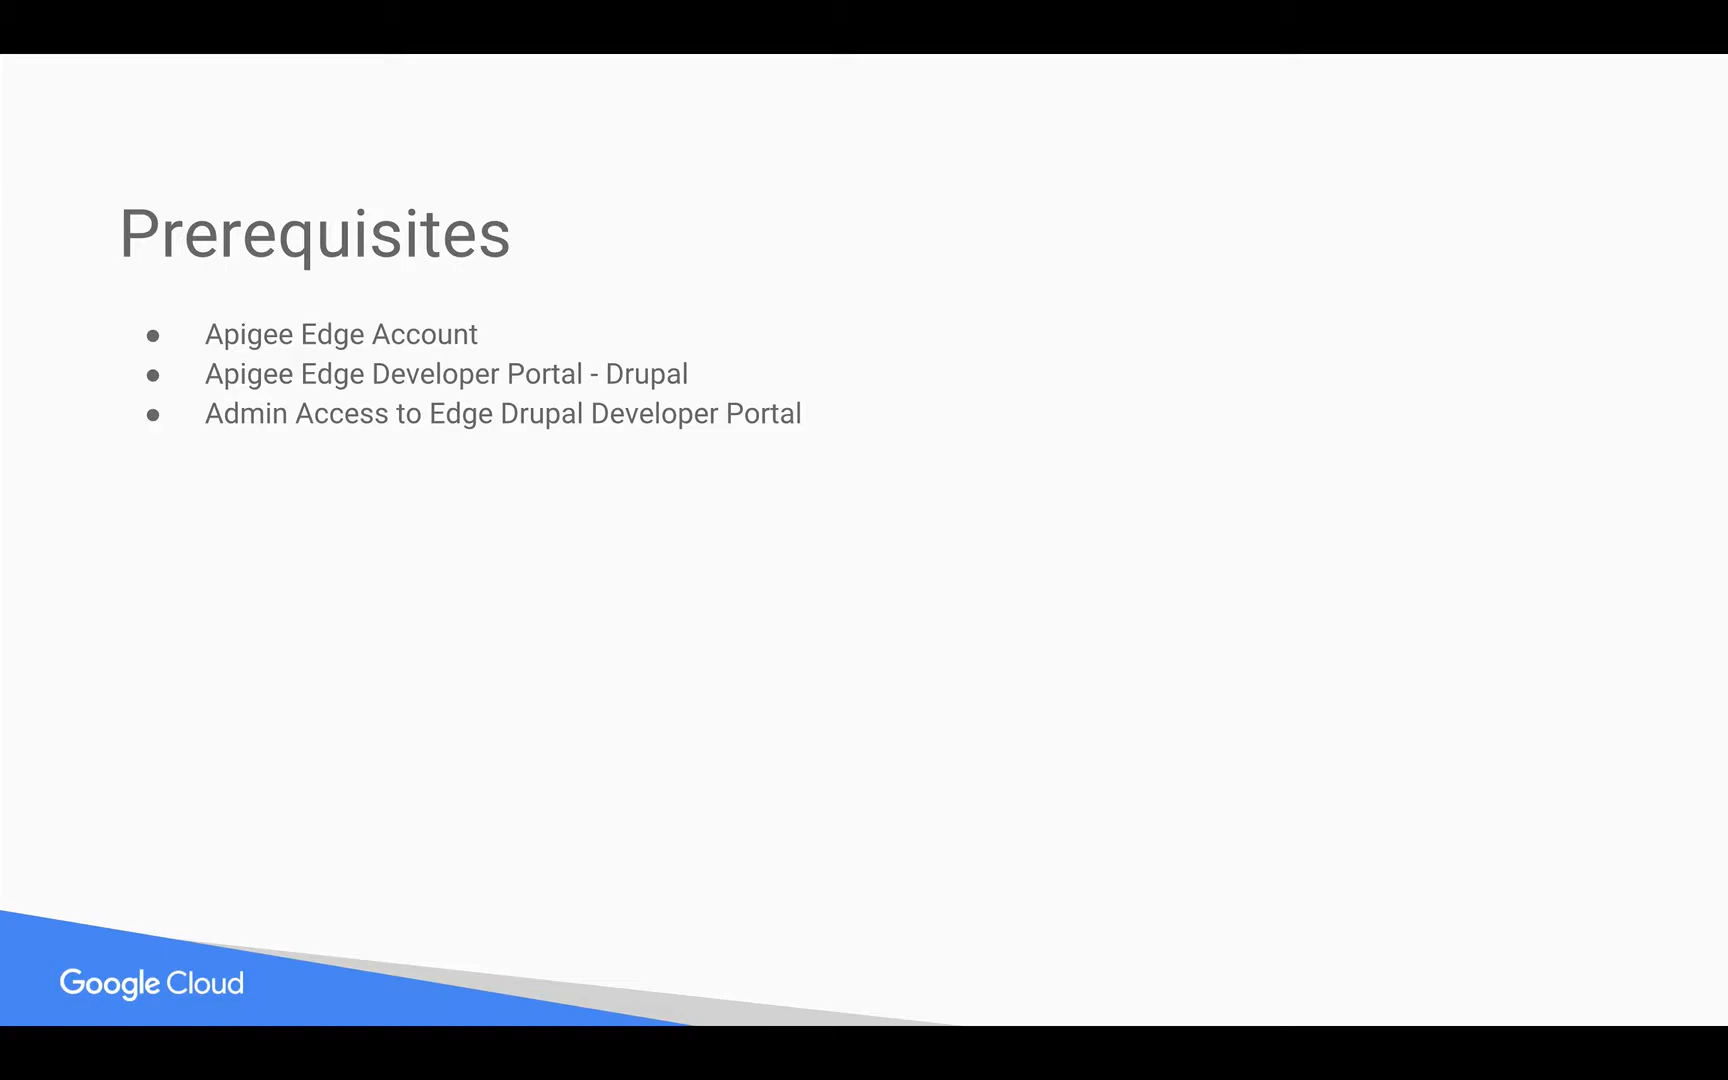 Prerequisites
● Apigee Edge Account
● Apigee Edge Developer Portal - Drupal
● Admin Access to Edge Drupal Developer Portal
Google Cloud